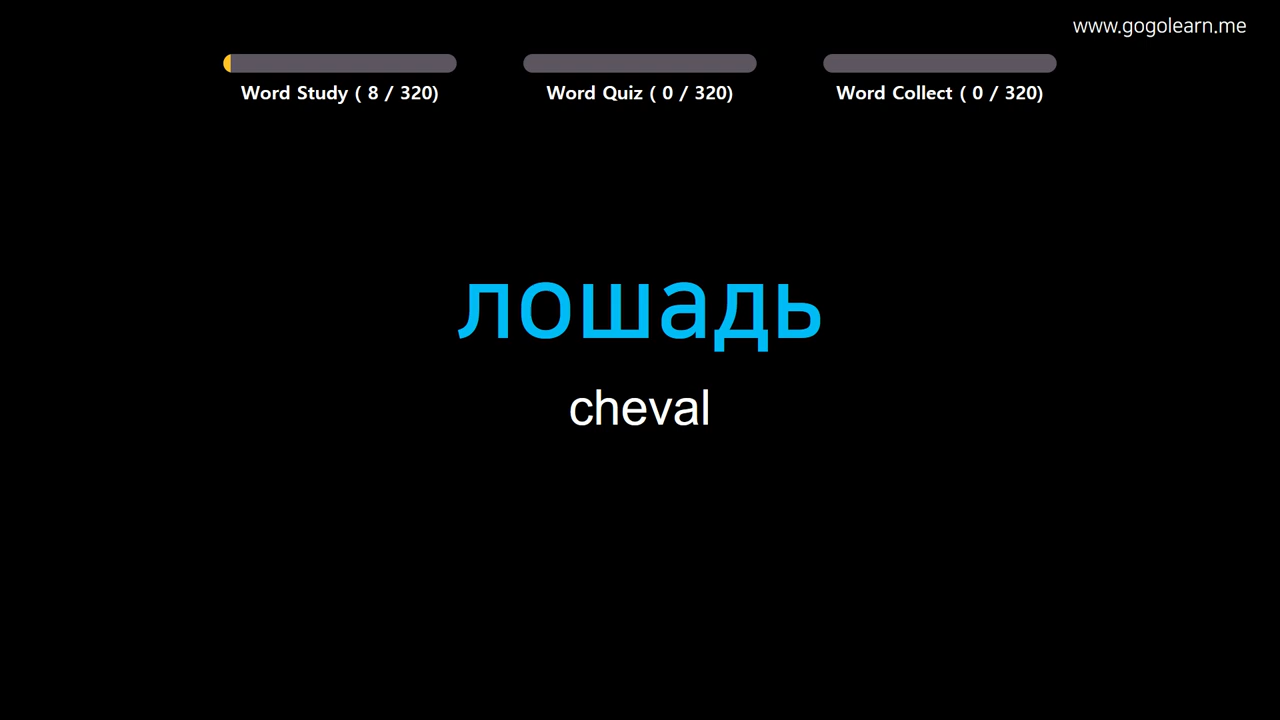 www.gogolearn.me
Word Study ( 8 / 320)
Word Quiz ( 0 / 320)
Word Collect ( 0 / 320)
лошадь
cheval